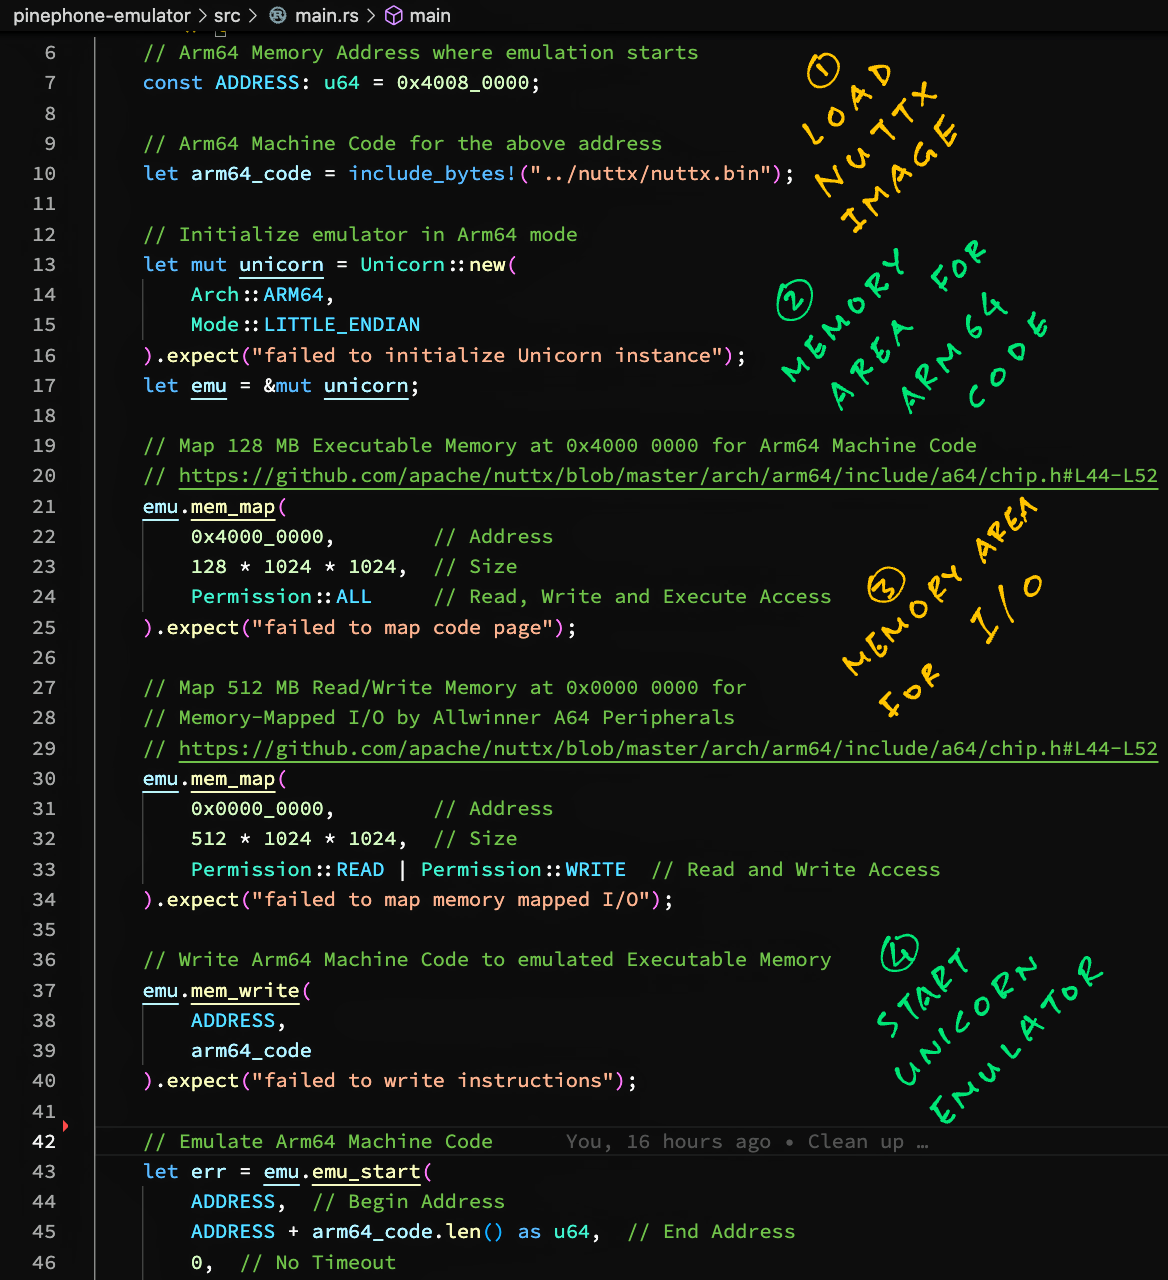 pinephone-emulator > src > main.rs > main
6 // Arm64 Memory Address where emulation starts
7 const ADDRESS: u64 = 0x4008_0000;
8
9 // Arm64 Machine Code for the above address
10 let arm64_code = include_bytes!("../nuttx/nuttx.bin");
11
12 // Initialize emulator in Arm64 mode
13 let mut unicorn = Unicorn::new(
14 Arch::ARM64,
15 Mode::LITTLE_ENDIAN
16 ).expect("failed to initialize Unicorn instance");
17 let emu = &mut unicorn;
18
19 // Map 128 MB Executable Memory at 0x4000 0000 for Arm64 Machine Code
20 // https://github.com/apache/nuttx/blob/master/arch/arm64/include/a64/chip.h#L44-L52
21 emu.mem_map(
22 0x4000_0000, // Address
23 128 * 1024 * 1024, // Size
24 Permission::ALL // Read, Write and Execute Access
25 ).expect("failed to map code page");
26
27 // Map 512 MB Read/Write Memory at 0x0000 0000 for
28 // Memory-Mapped I/O by Allwinner A64 Peripherals
29 // https://github.com/apache/nuttx/blob/master/arch/arm64/include/a64/chip.h#L44-L52
30 emu.mem_map(
31 0x0000_0000, // Address
32 512 * 1024 * 1024, // Size
33 Permission::READ | Permission::WRITE // Read and Write Access
34 ).expect("failed to map memory mapped I/O");
35
36 // Write Arm64 Machine Code to emulated Executable Memory
37 emu.mem_write(
38 ADDRESS,
39 arm64_code
40 ).expect("failed to write instructions");
41
42 // Emulate Arm64 Machine Code You, 16 hours ago • Clean up …
43 let err = emu.emu_start(
44 ADDRESS, // Begin Address
45 ADDRESS + arm64_code.len() as u64, // End Address
46 0, // No Timeout
1
LOAD
NUTTX
IMAGE
2
MEMORY
AREA FOR
ARM64
CODE
3
MEMORY AREA
FOR I/O
4
START
UNICORN
EMULATOR